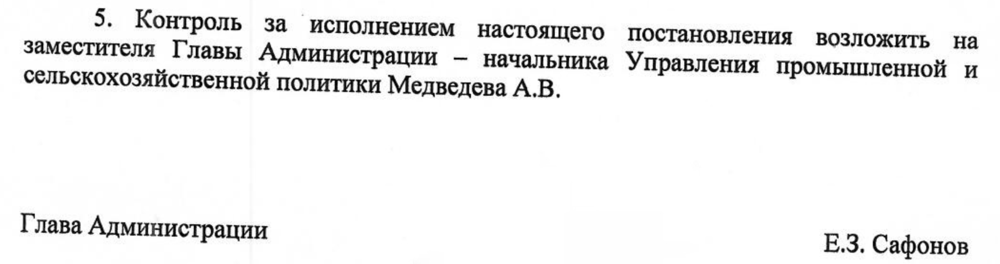 5. Контроль за исполнением настоящего постановления возложить на
заместителя Главы Администрации – начальника Управления промышленной и
сельскохозяйственной политики Медведева А.В.
Глава Администрации
Е.З. Сафонов